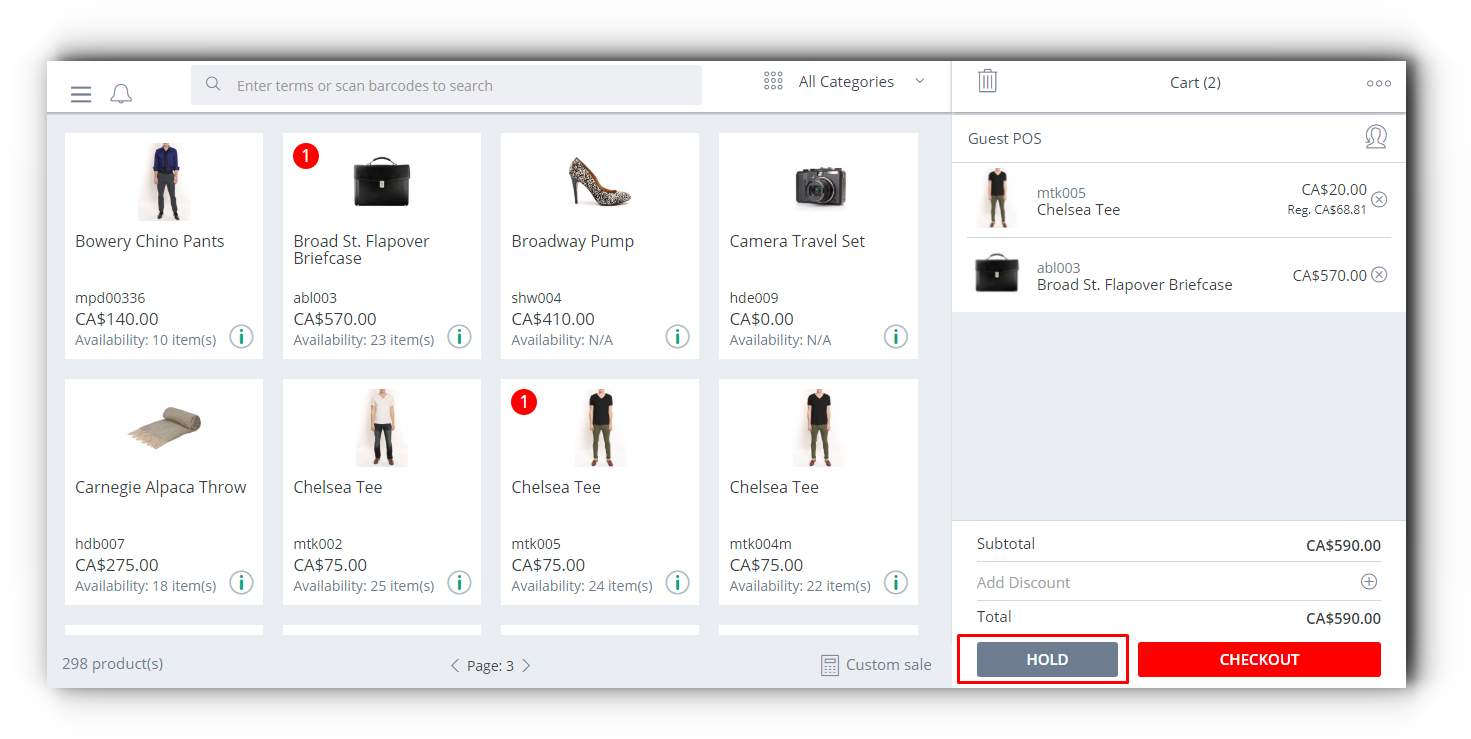 Enter terms or scan barcodes to search
All Categories
Cart (2)
Guest POS
mtk005
Chelsea Tee
CA$20.00
Reg. CA$68.81
abl003
Broad St. Flapover Briefcase
CA$570.00
Bowery Chino Pants
mpd00336
CA$140.00
Availability: 10 item(s)
1
Broad St. Flapover
Briefcase
abl003
CA$570.00
Availability: 23 item(s)
Broadway Pump
shw004
CA$410.00
Availability: N/A
Camera Travel Set
hde009
CA$0.00
Availability: N/A
Carnegie Alpaca Throw
hdb007
CA$275.00
Availability: 18 item(s)
Chelsea Tee
mtk002
CA$75.00
Availability: 25 item(s)
1
Chelsea Tee
mtk005
CA$75.00
Availability: 24 item(s)
Chelsea Tee
mtk004m
CA$75.00
Availability: 22 item(s)
298 product(s)
Page: 3
Custom sale
Subtotal
CA$590.00
Add Discount
Total
CA$590.00
HOLD
CHECKOUT